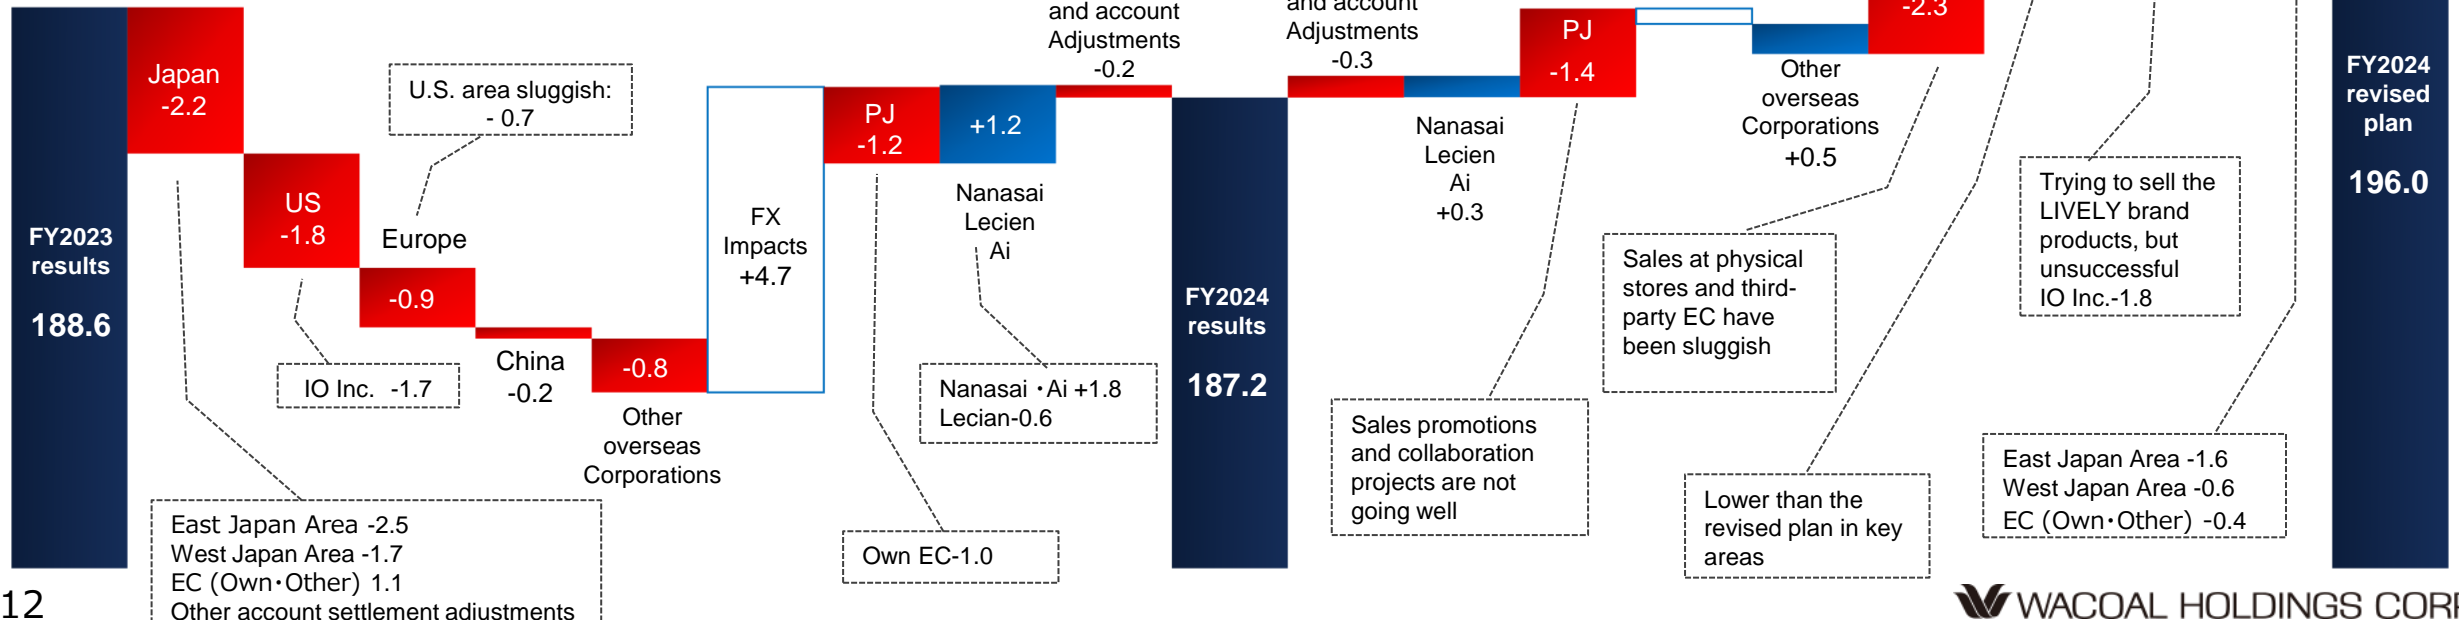 FY2023
results
188.6
Japan
-2.2
US
-1.8
Europe
-0.9
U.S. area sluggish:
- 0.7
IO Inc. -1.7
China
-0.2
-0.8
Other
overseas
Corporations
East Japan Area -2.5
West Japan Area -1.7
EC (Own・Other) 1.1
Other account settlement adjustments
FX
Impacts
+4.7
PJ
-1.2
Own EC-1.0
+1.2
Nanasai
Lecien
Ai
Nanasai・Ai +1.8
Lecian-0.6
and account
Adjustments
-0.2
FY2024
results
187.2
and account
Adjustments
-0.3
Nanasai
Lecien
Ai
+0.3
PJ
-1.4
Sales promotions
and collaboration
projects are not
going well
Other
overseas
Corporations
+0.5
-2.3
Sales at physical
stores and third-
party EC have
been sluggish
Lower than the
revised plan in key
areas
Trying to sell the
LIVELY brand
products, but
unsuccessful
IO Inc.-1.8
East Japan Area -1.6
West Japan Area -0.6
EC (Own・Other) -0.4
FY2024
revised
plan
196.0
12
WACOAL HOLDINGS